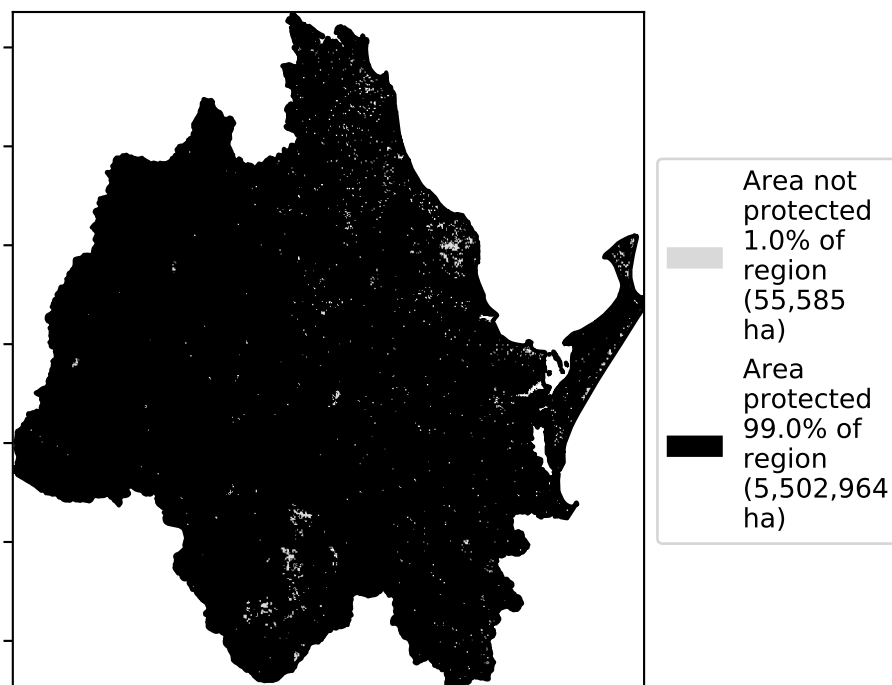 Area not
protected
1.0% of
region
(55,585
ha)
Area
protected
99.0% of
region
(5,502,964
ha)